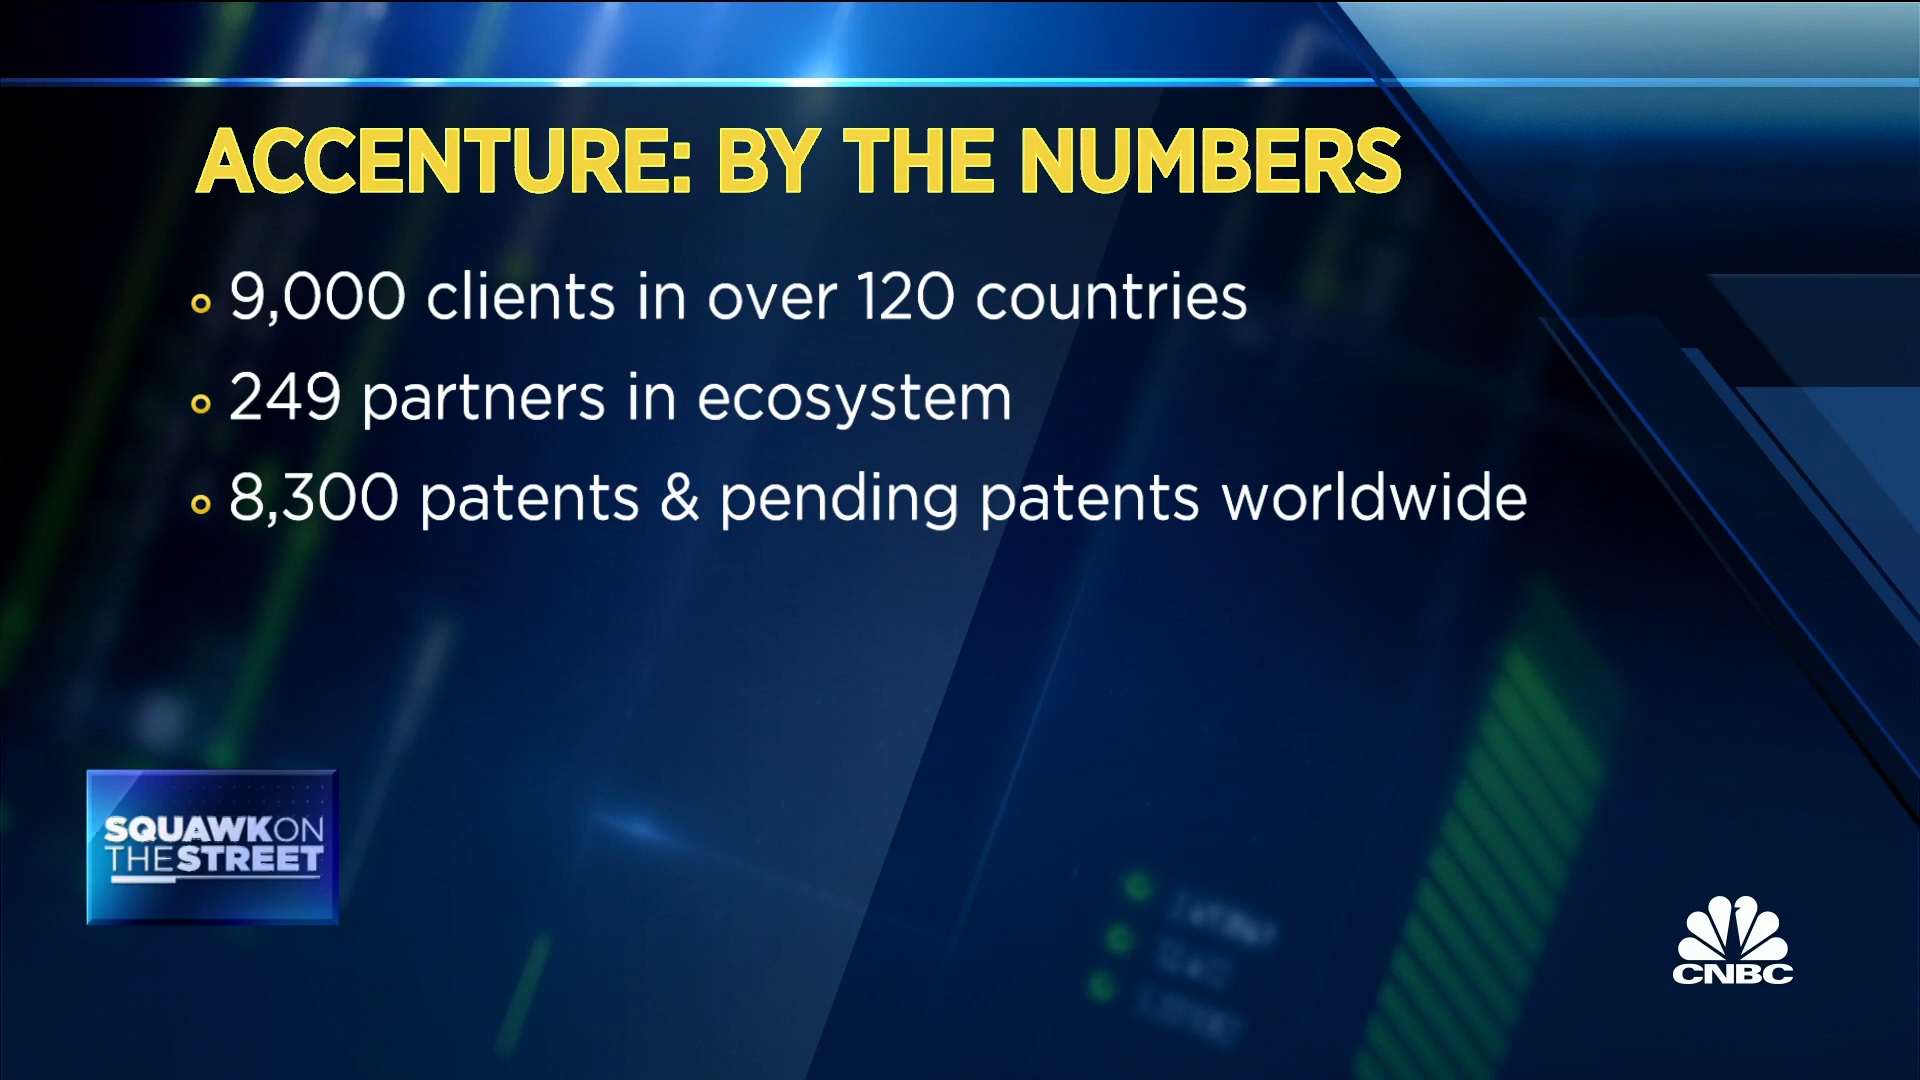 ACCENTURE: BY THE NUMBERS
9,000 clients in over 120 countries
249 partners in ecosystem
8,300 patents & pending patents worldwide
SQUAWK ON
THE STREET
CNBC